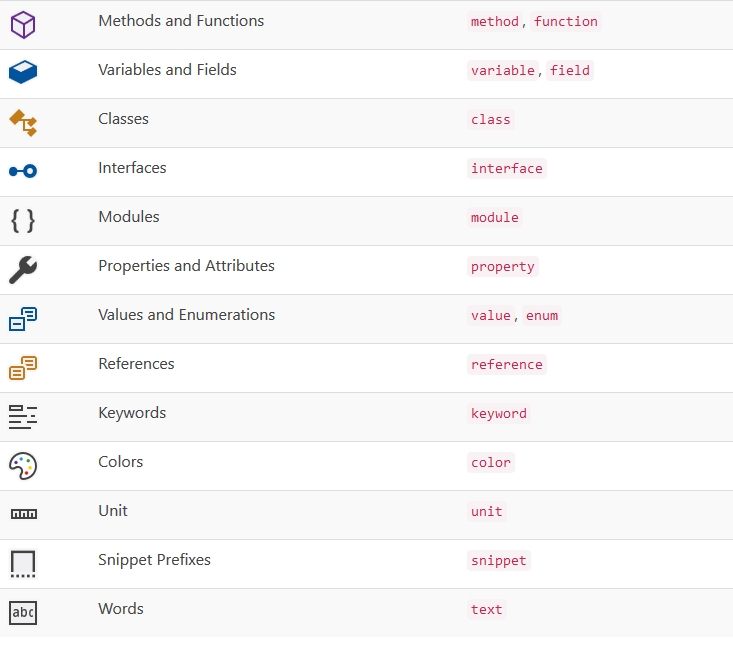 Methods and Functions method, function
Variables and Fields variable, field
Classes class
Interfaces interface
{ } Modules module
Properties and Attributes property
Values and Enumerations value, enum
References reference
Keywords keyword
Colors color
Unit unit
Snippet Prefixes snippet
abc Words text